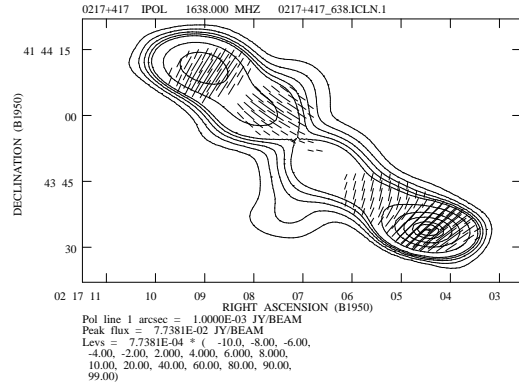 0217+417 IPOL 1638.000 MHZ 0217+417_638.ICLN.1
DECLINATION (B1950)
41 44 15
00
43 45
30
02 17 11 10 09 08 07 06 05 04 03
RIGHT ASCENSION (B1950)
Pol line 1 arcsec = 1.0000E-03 JY/BEAM
Peak flux = 7.7381E-02 JY/BEAM
Levs = 7.7381E-04 * ( -10.0, -8.00, -6.00,
-4.00, -2.00, 2.000, 4.000, 6.000, 8.000,
10.00, 20.00, 40.00, 60.00, 80.00, 90.00,
99.00)